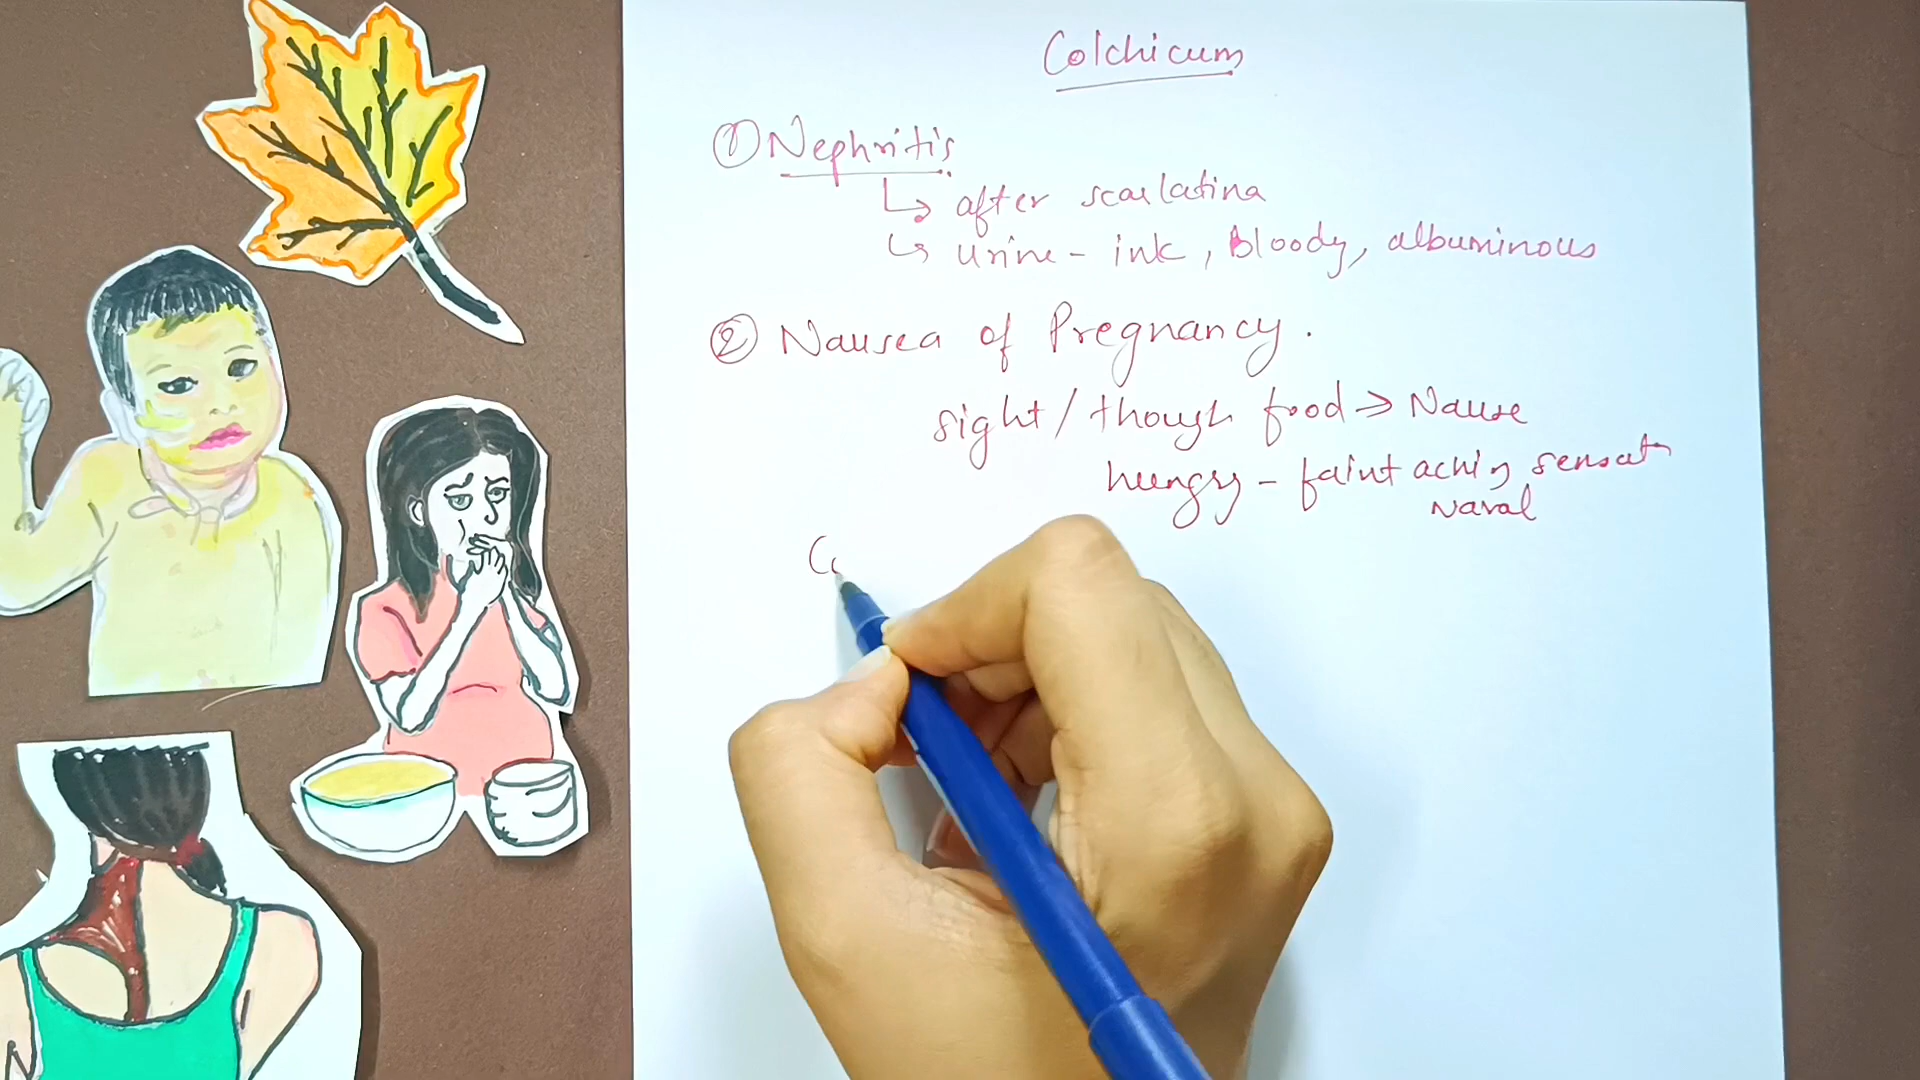 Colchicum
① Nephritis
↳ after scarlatina
↳ urine - ink, bloody, albuminous
② Nausea of Pregnancy.
sight / though food → Nause
hungry - faint aching sensat
Naval
Co